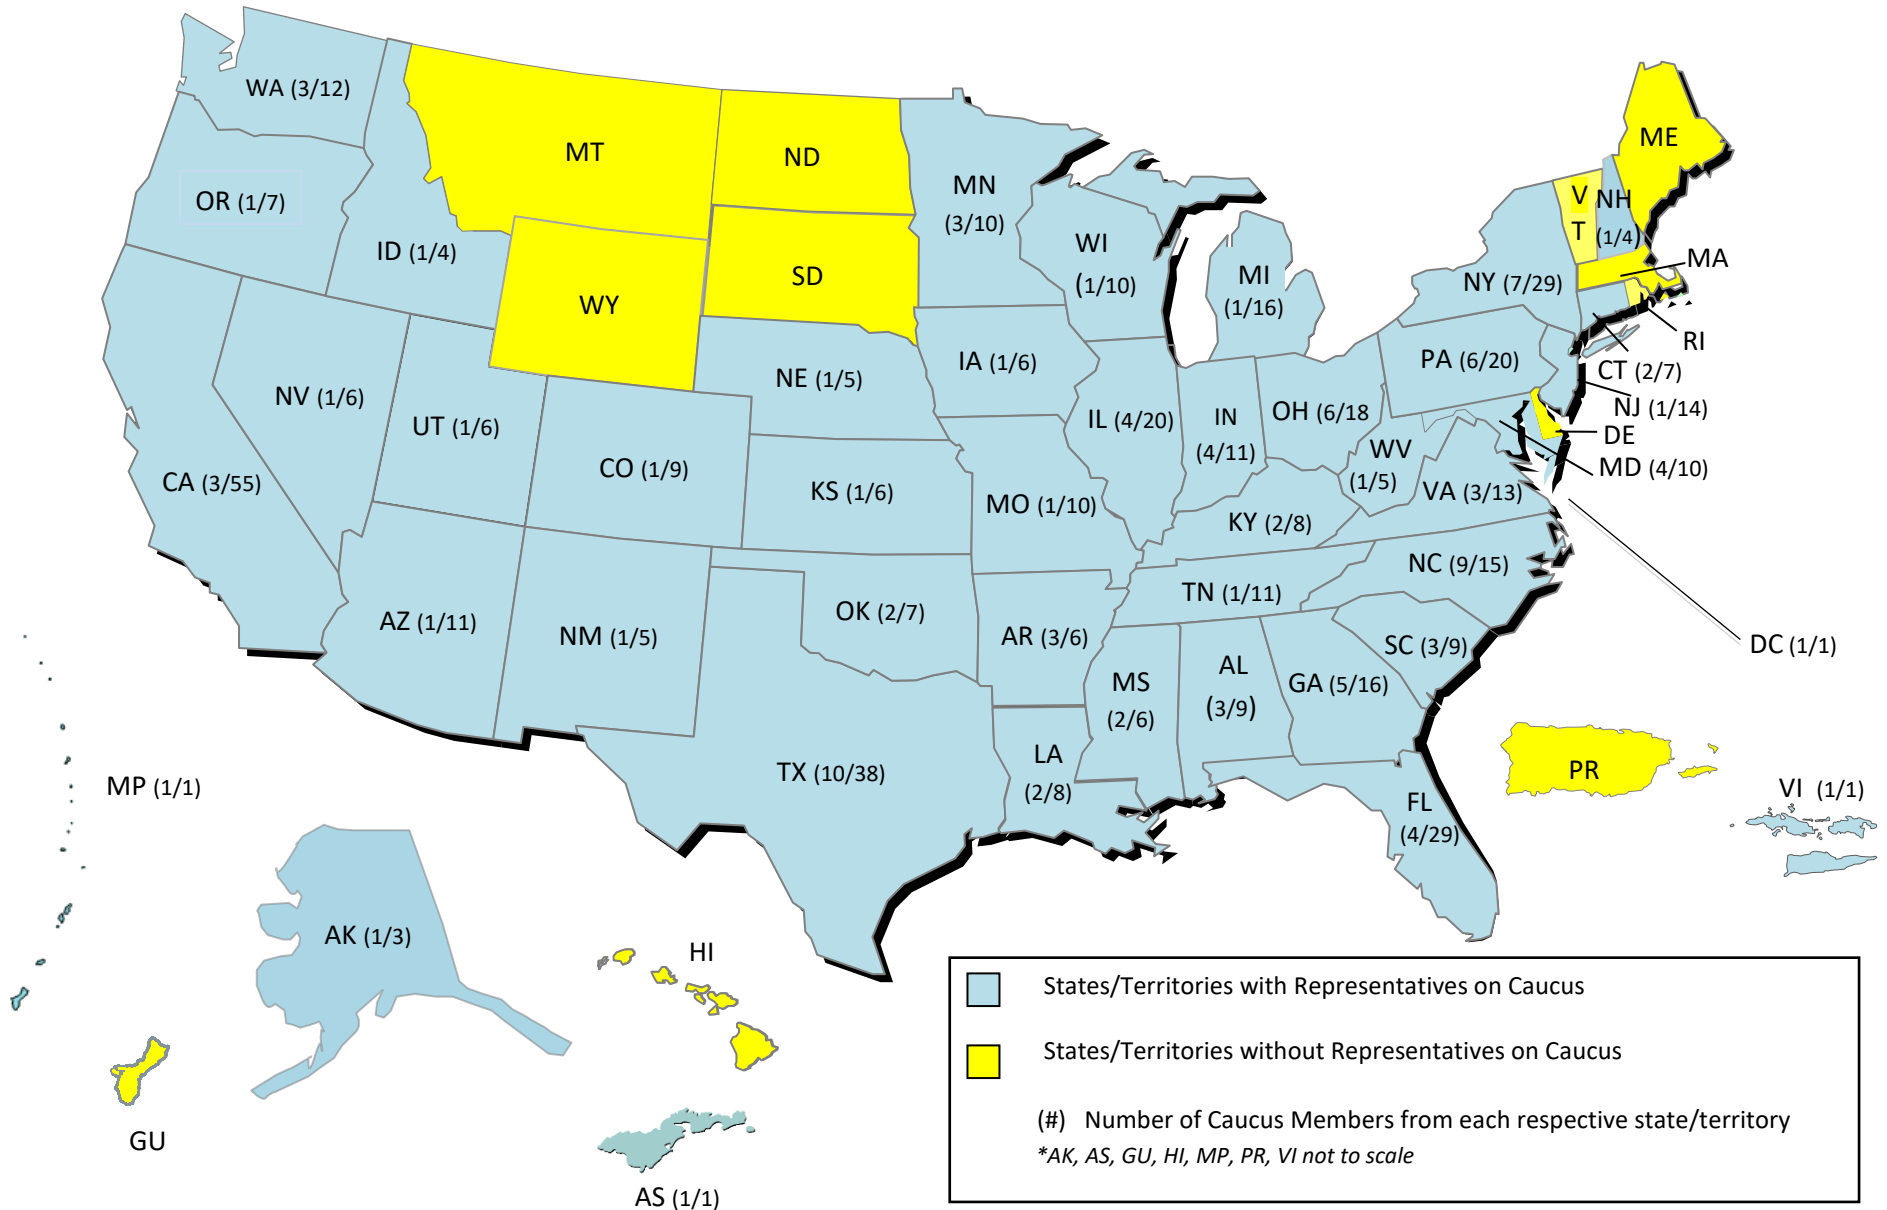 WA (3/12)
MT
ND
MN
(3/10)
ME
OR (1/7)
ID (1/4)
WY
SD
WI
(1/10)
MI
(1/16)
NY (7/29)
V
T
NH
(1/4)
MA
RI
CT (2/7)
NJ (1/14)
DE
MD (4/10)
NV (1/6)
UT (1/6)
NE (1/5)
IA (1/6)
IL (4/20)
IN
(4/11)
OH (6/18
PA (6/20)
WV
(1/5)
VA (3/13)
CA (3/55)
CO (1/9)
KS (1/6)
MO (1/10)
KY (2/8)
NC (9/15)
TN (1/11)
AZ (1/11)
NM (1/5)
OK (2/7)
AR (3/6)
SC (3/9)
DC (1/1)
MS
(2/6)
AL
(3/9)
GA (5/16)
TX (10/38)
LA
(2/8)
FL
(4/29)
PR
VI (1/1)
MP (1/1)
AK (1/3)
HI
GU
AS (1/1)
States/Territories with Representatives on Caucus
States/Territories without Representatives on Caucus
(#) Number of Caucus Members from each respective state/territory
*AK, AS, GU, HI, MP, PR, VI not to scale